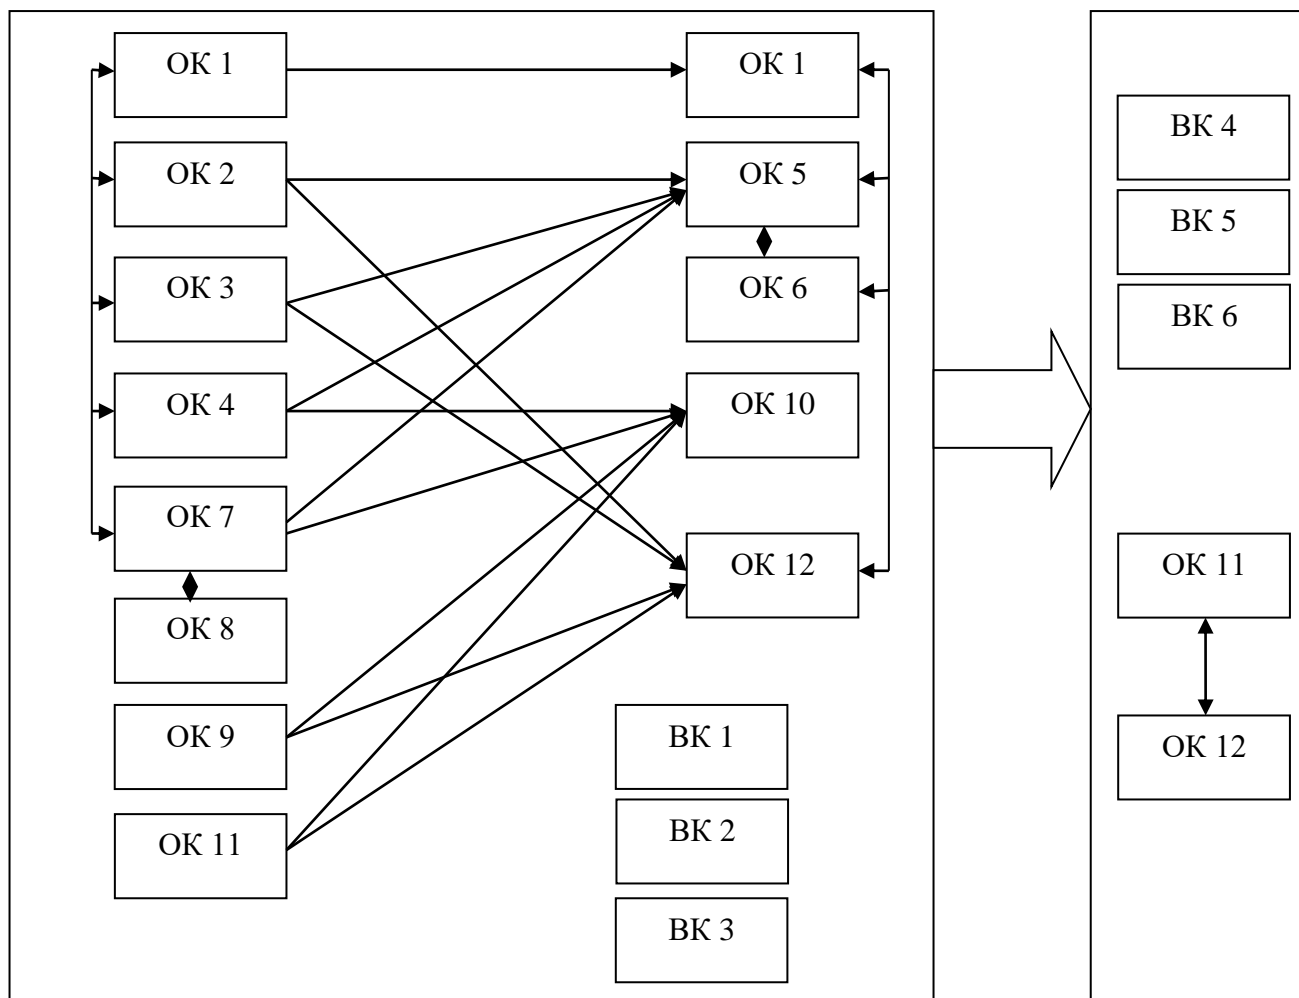 ОК 1
ОК 2
ОК 3
ОК 4
ОК 7
ОК 8
ОК 9
ОК 11
ОК 1
ОК 5
ОК 6
ОК 10
ОК 12
ВК 1
ВК 2
ВК 3
ВК 4
ВК 5
ВК 6
ОК 11
ОК 12